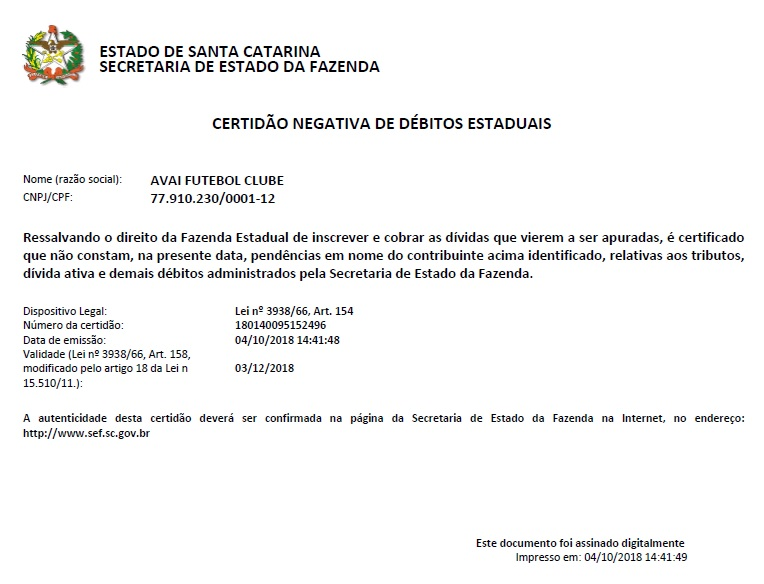 ESTADO DE SANTA CATARINA
SECRETARIA DE ESTADO DA FAZENDA
CERTIDÃO NEGATIVA DE DÉBITOS ESTADUAIS
Nome (razão social): AVAI FUTEBOL CLUBE
CNPJ/CPF: 77.910.230/0001-12
Ressalvando o direito da Fazenda Estadual de inscrever e cobrar as dívidas que vierem a ser apuradas, é certificado
que não constam, na presente data, pendências em nome do contribuinte acima identificado, relativas aos tributos,
dívida ativa e demais débitos administrados pela Secretaria de Estado da Fazenda.
Dispositivo Legal: Lei nº 3938/66, Art. 154
Número da certidão: 180140095152496
Data de emissão: 04/10/2018 14:41:48
Validade (Lei nº 3938/66, Art. 158,
modificado pelo artigo 18 da Lei n 03/12/2018
15.510/11.):
A autenticidade desta certidão deverá ser confirmada na página da Secretaria de Estado da Fazenda na Internet, no endereço:
http://www.sef.sc.gov.br
Este documento foi assinado digitalmente
Impresso em: 04/10/2018 14:41:49